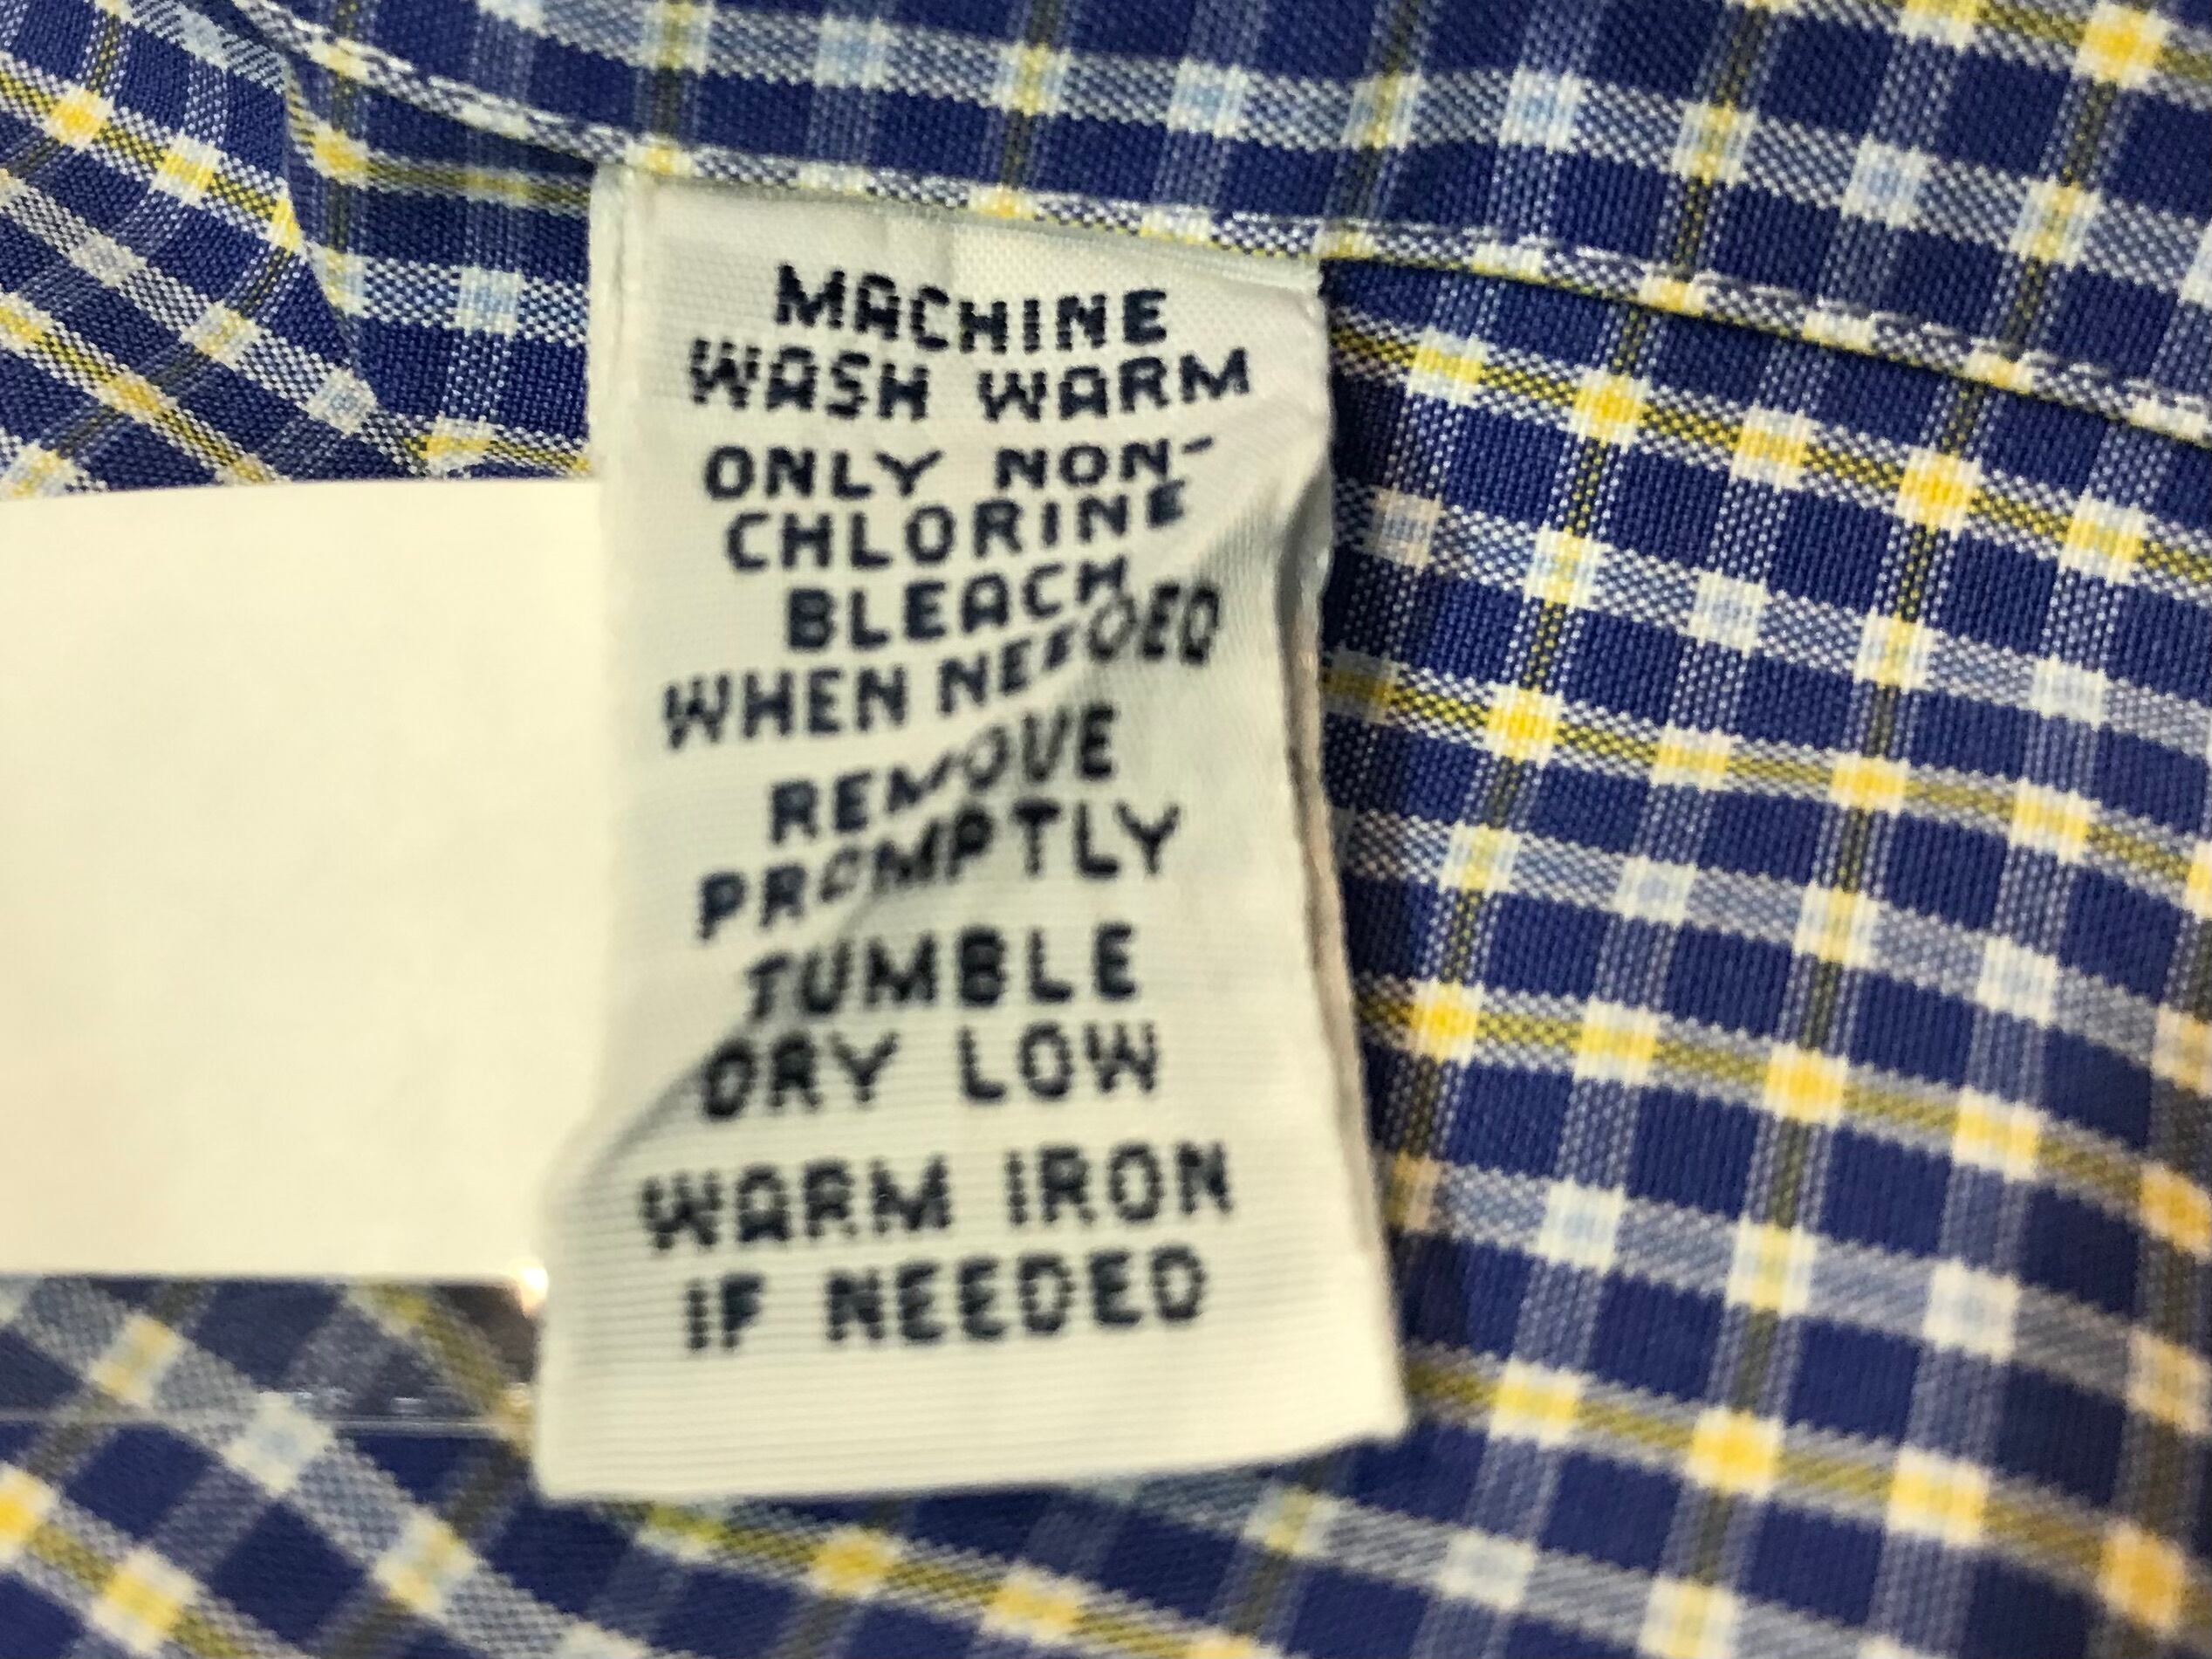 MACHINE
WASH WARM
ONLY NON-
CHLORINE
BLEACH
WHEN NEEDED
REMOVE
PROMPTLY
TUMBLE
DRY LOW
WARM IRON
IF NEEDED